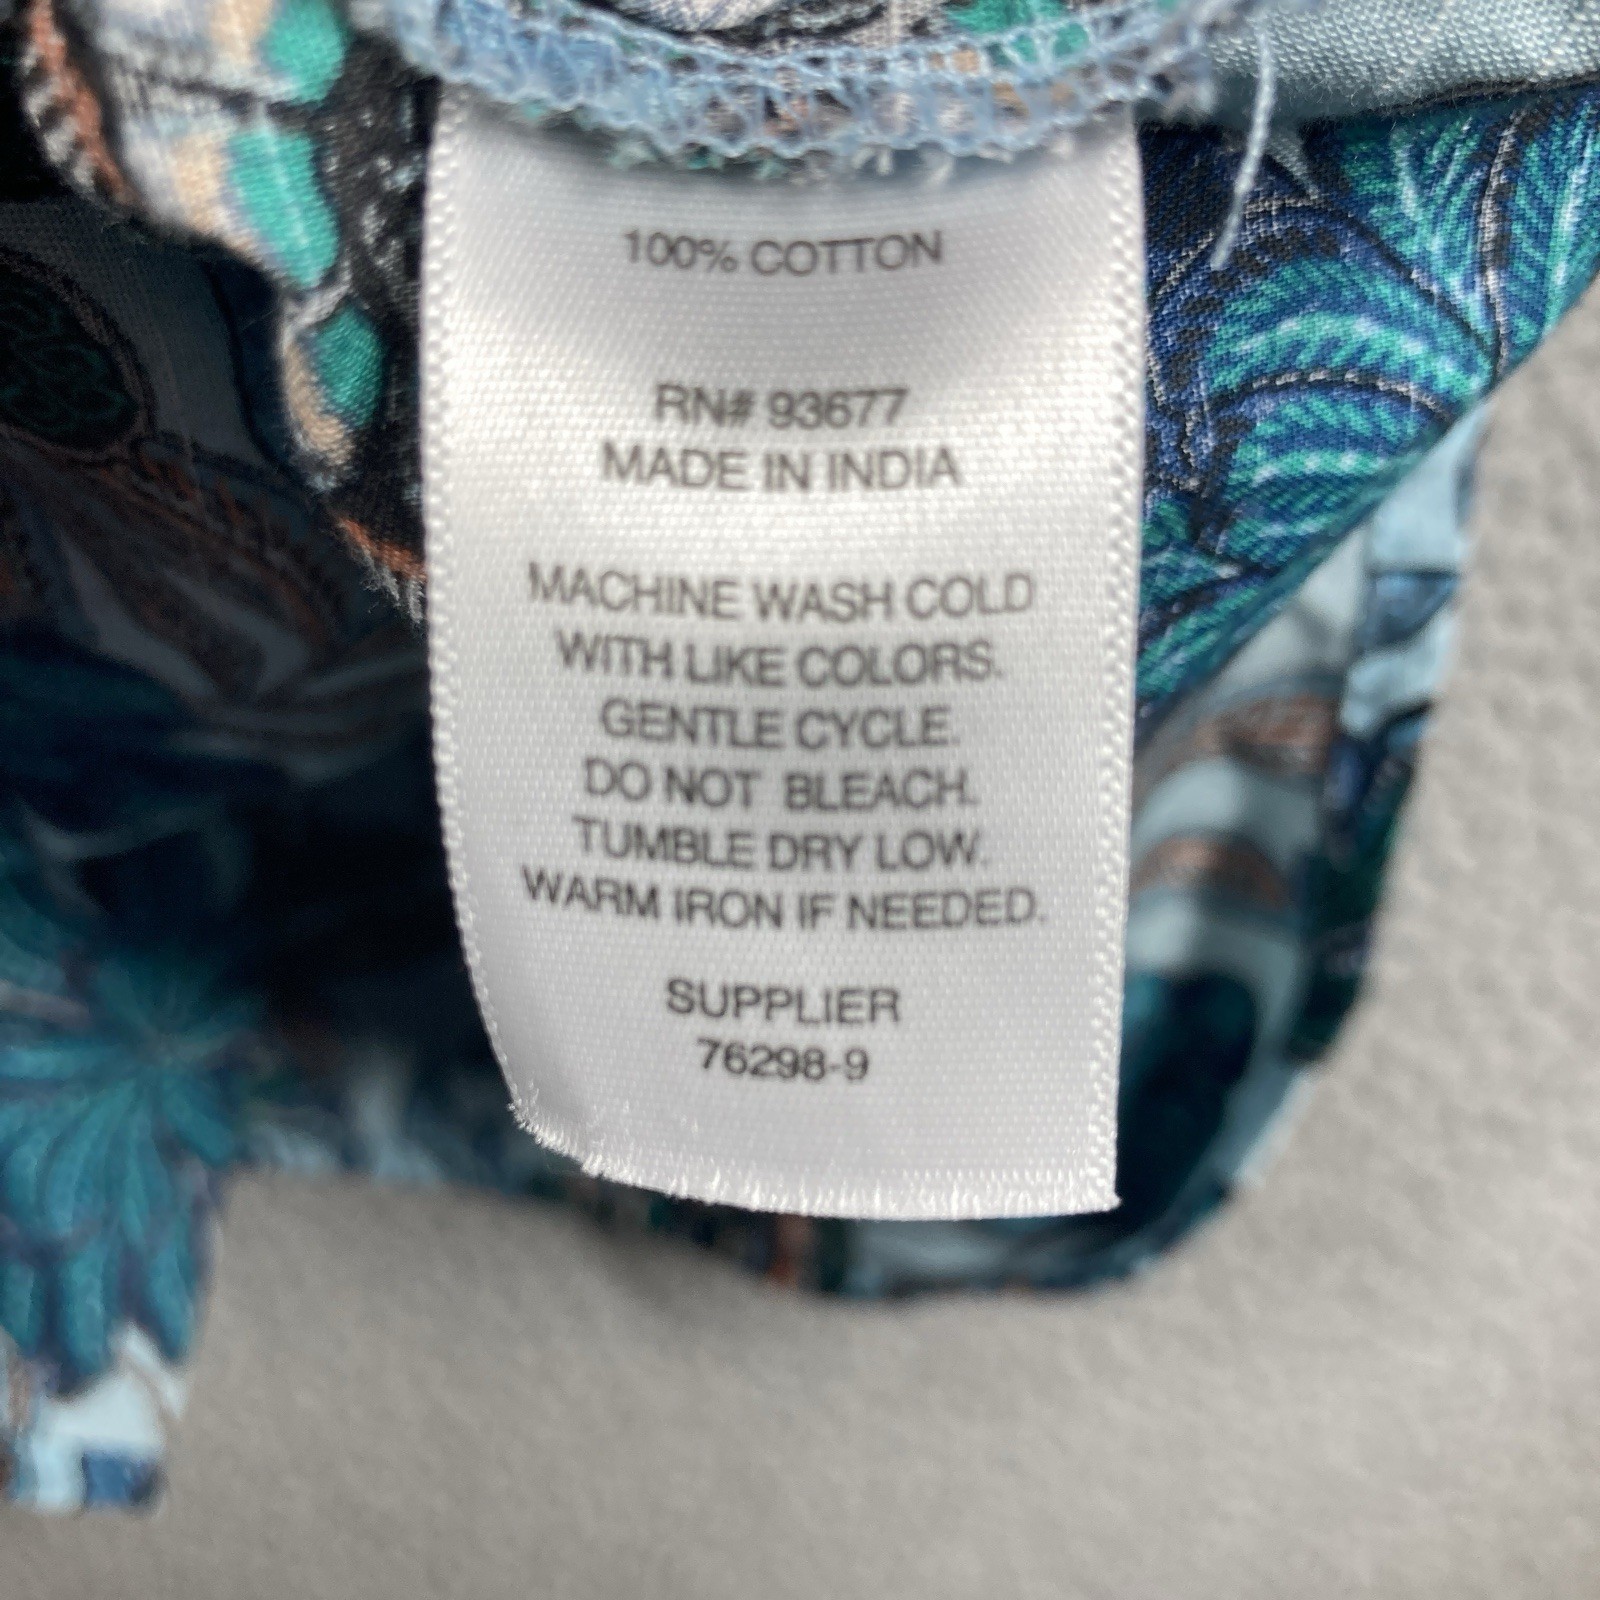 100% COTTON
RN# 93677
MADE IN INDIA
MACHINE WASH COLD
WITH LIKE COLORS.
GENTLE CYCLE.
DO NOT BLEACH.
TUMBLE DRY LOW.
WARM IRON IF NEEDED.
SUPPLIER
76298-9